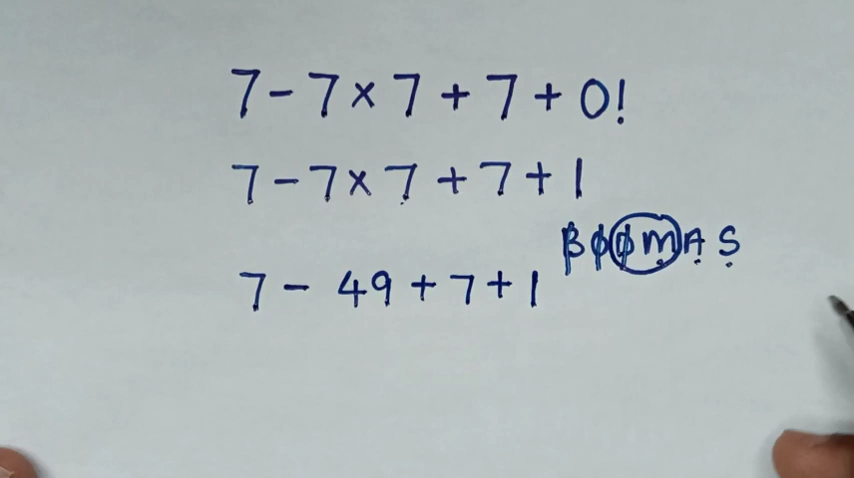 7 - 7 × 7 + 7 + 0!
7 - 7 × 7 + 7 + 1
BODMAS
7 - 49 + 7 + 1